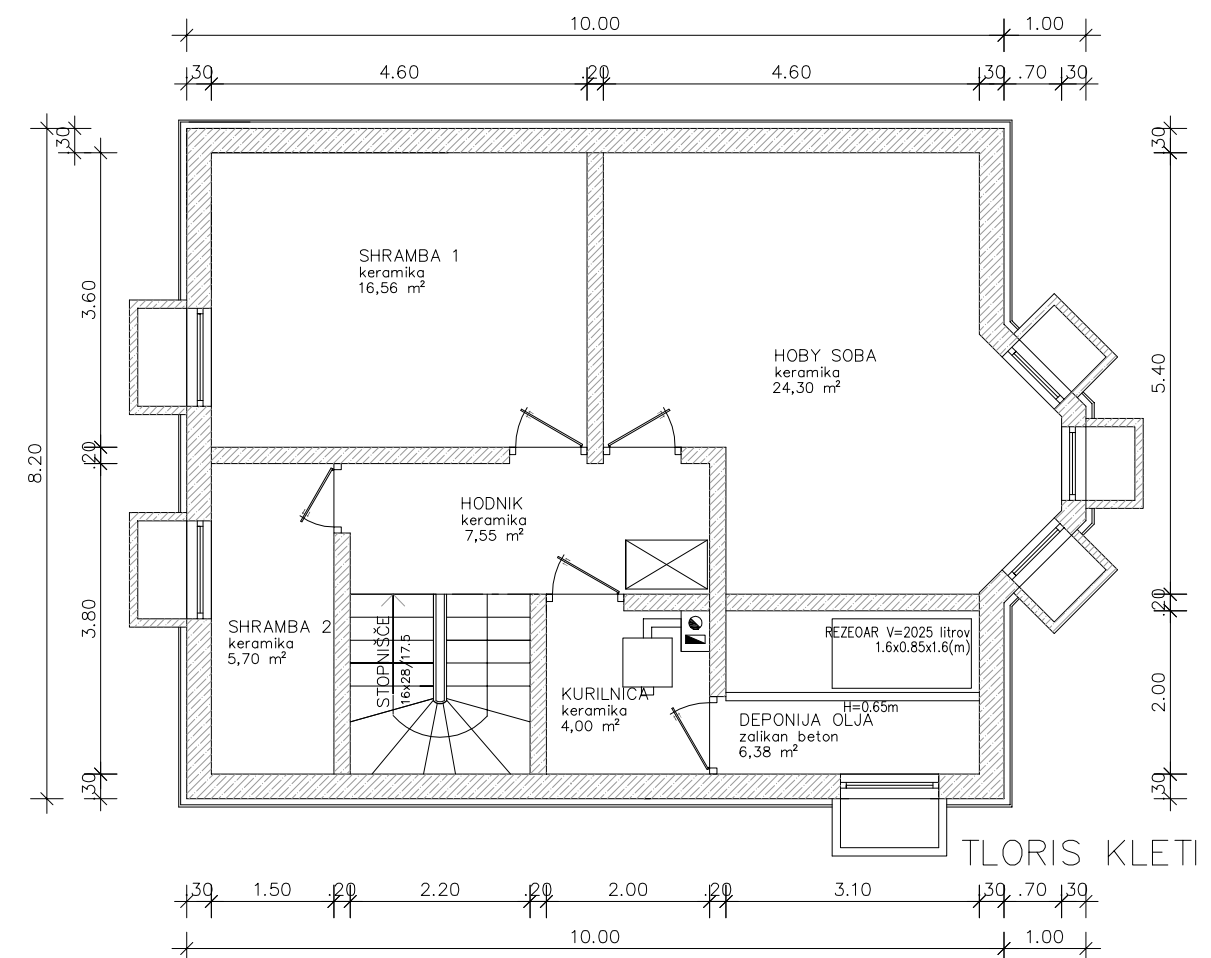 10.00
1.00
.30
4.60
.20
4.60
.30
.70
.30
.30
3.60
.20
3.80
.30
8.20
.30
5.40
.20
2.00
.30
SHRAMBA 1
keramika
16,56 m²
HOBY SOBA
keramika
24,30 m²
HODNIK
keramika
7,55 m²
SHRAMBA 2
keramika
5,70 m²
STOPNIŠČE
16x28/17.5
KURILNICA
keramika
4,00 m²
REZEOAR V=2025 litrov
1.6x0.85x1.6(m)
H=0.65m
DEPONIJA OLJA
zalikan beton
6,38 m²
TLORIS KLETI
.30
1.50
.20
2.20
.20
2.00
.20
3.10
.30
.70
.30
10.00
1.00